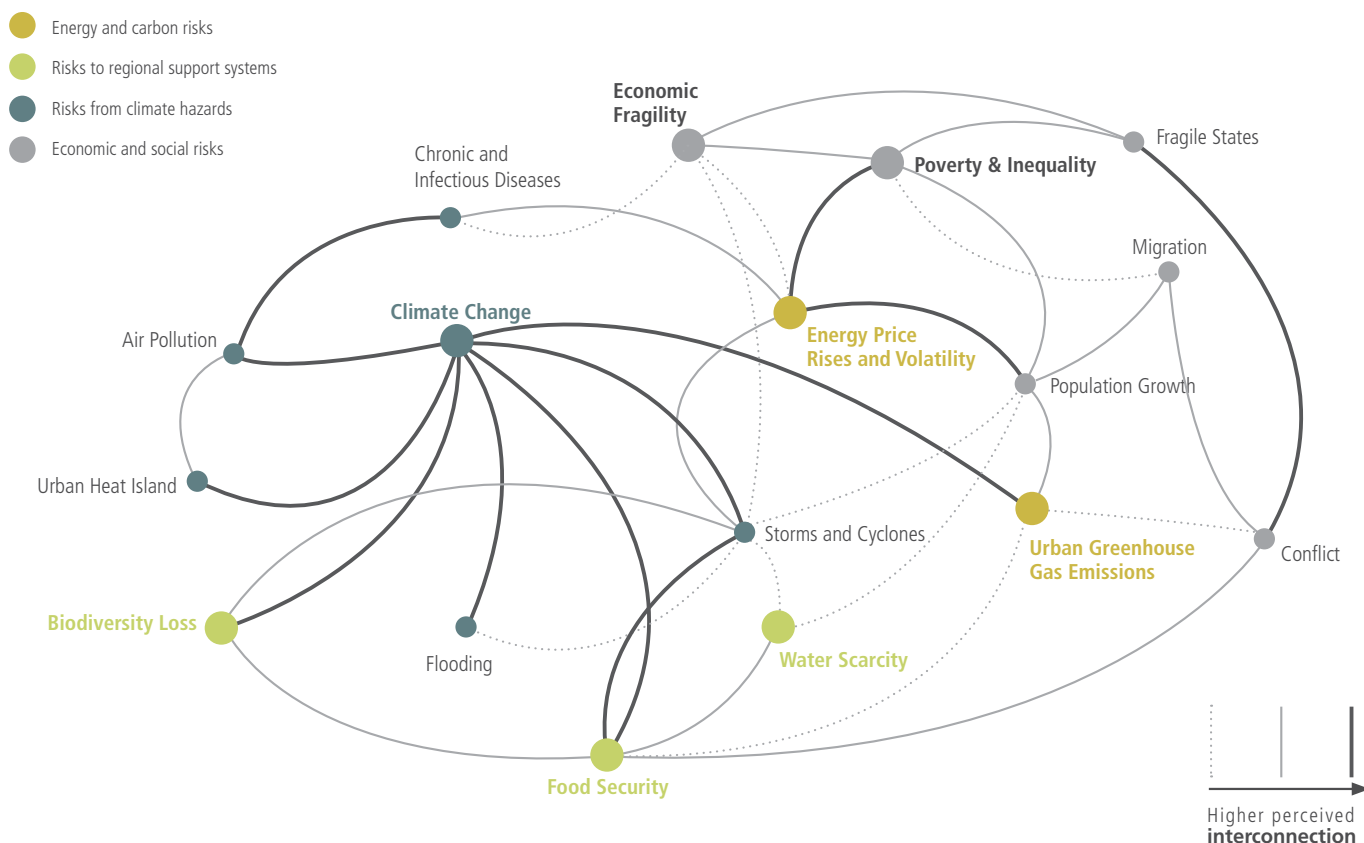 Energy and carbon risks
Risks to regional support systems
Risks from climate hazards
Economic and social risks
Economic
Fragility
Fragile States
Chronic and
Infectious Diseases
Poverty & Inequality
Migration
Climate Change
Air Pollution
Energy Price
Rises and Volatility
Population Growth
Urban Heat Island
Storms and Cyclones
Urban Greenhouse
Gas Emissions
Conflict
Biodiversity Loss
Flooding
Water Scarcity
Food Security
Higher perceived
interconnection